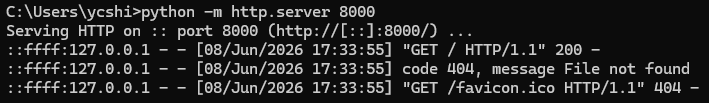 C:\Users\ycshi>python -m http.server 8000
Serving HTTP on :: port 8000 (http://[::]:8000/) ...
::ffff:127.0.0.1 - - [08/Jun/2026 17:33:55] "GET / HTTP/1.1" 200 -
::ffff:127.0.0.1 - - [08/Jun/2026 17:33:55] code 404, message File not found
::ffff:127.0.0.1 - - [08/Jun/2026 17:33:55] "GET /favicon.ico HTTP/1.1" 404 -